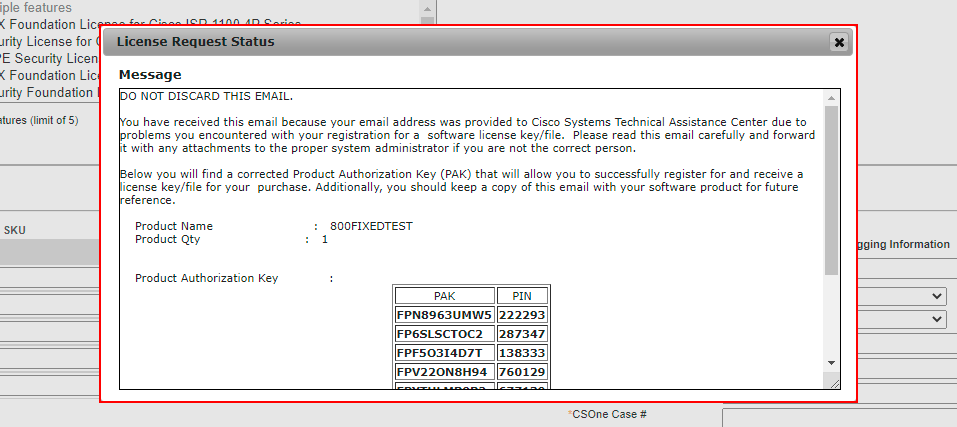 iple features
X Foundation License for Cisco ISR 1100 4P Series
urity License for
PE Security Licen
X Foundation Lice
urity Foundation
atures (limit of 5)
SKU
License Request Status
Message
DO NOT DISCARD THIS EMAIL.
You have received this email because your email address was provided to Cisco Systems Technical Assistance Center due to
problems you encountered with your registration for a software license key/file. Please read this email carefully and forward
it with any attachments to the proper system administrator if you are not the correct person.
Below you will find a corrected Product Authorization Key (PAK) that will allow you to successfully register for and receive a
license key/file for your purchase. Additionally, you should keep a copy of this email with your software product for future
reference.
Product Name : 800FIXEDTEST
Product Qty : 1
Product Authorization Key :
PAK PIN
FPN8963UMW5 222293
FP6SLSCTOC2 287347
FPF5O3I4D7T 138333
FPV22ON8H94 760129
gging Information
*CSOne Case #